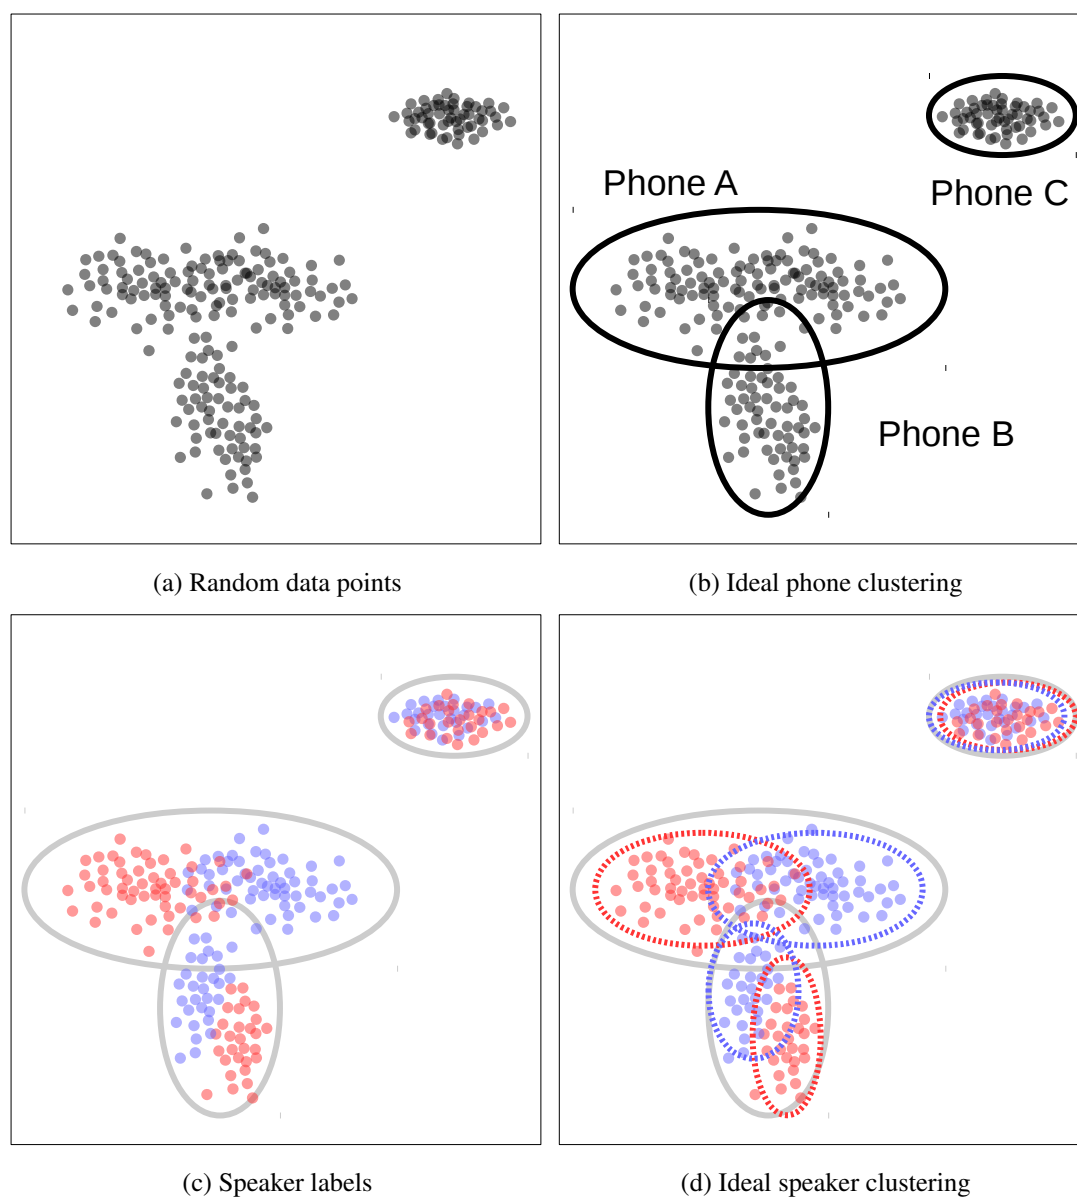 Phone A
Phone C
Phone B
(a) Random data points
(b) Ideal phone clustering
(c) Speaker labels
(d) Ideal speaker clustering